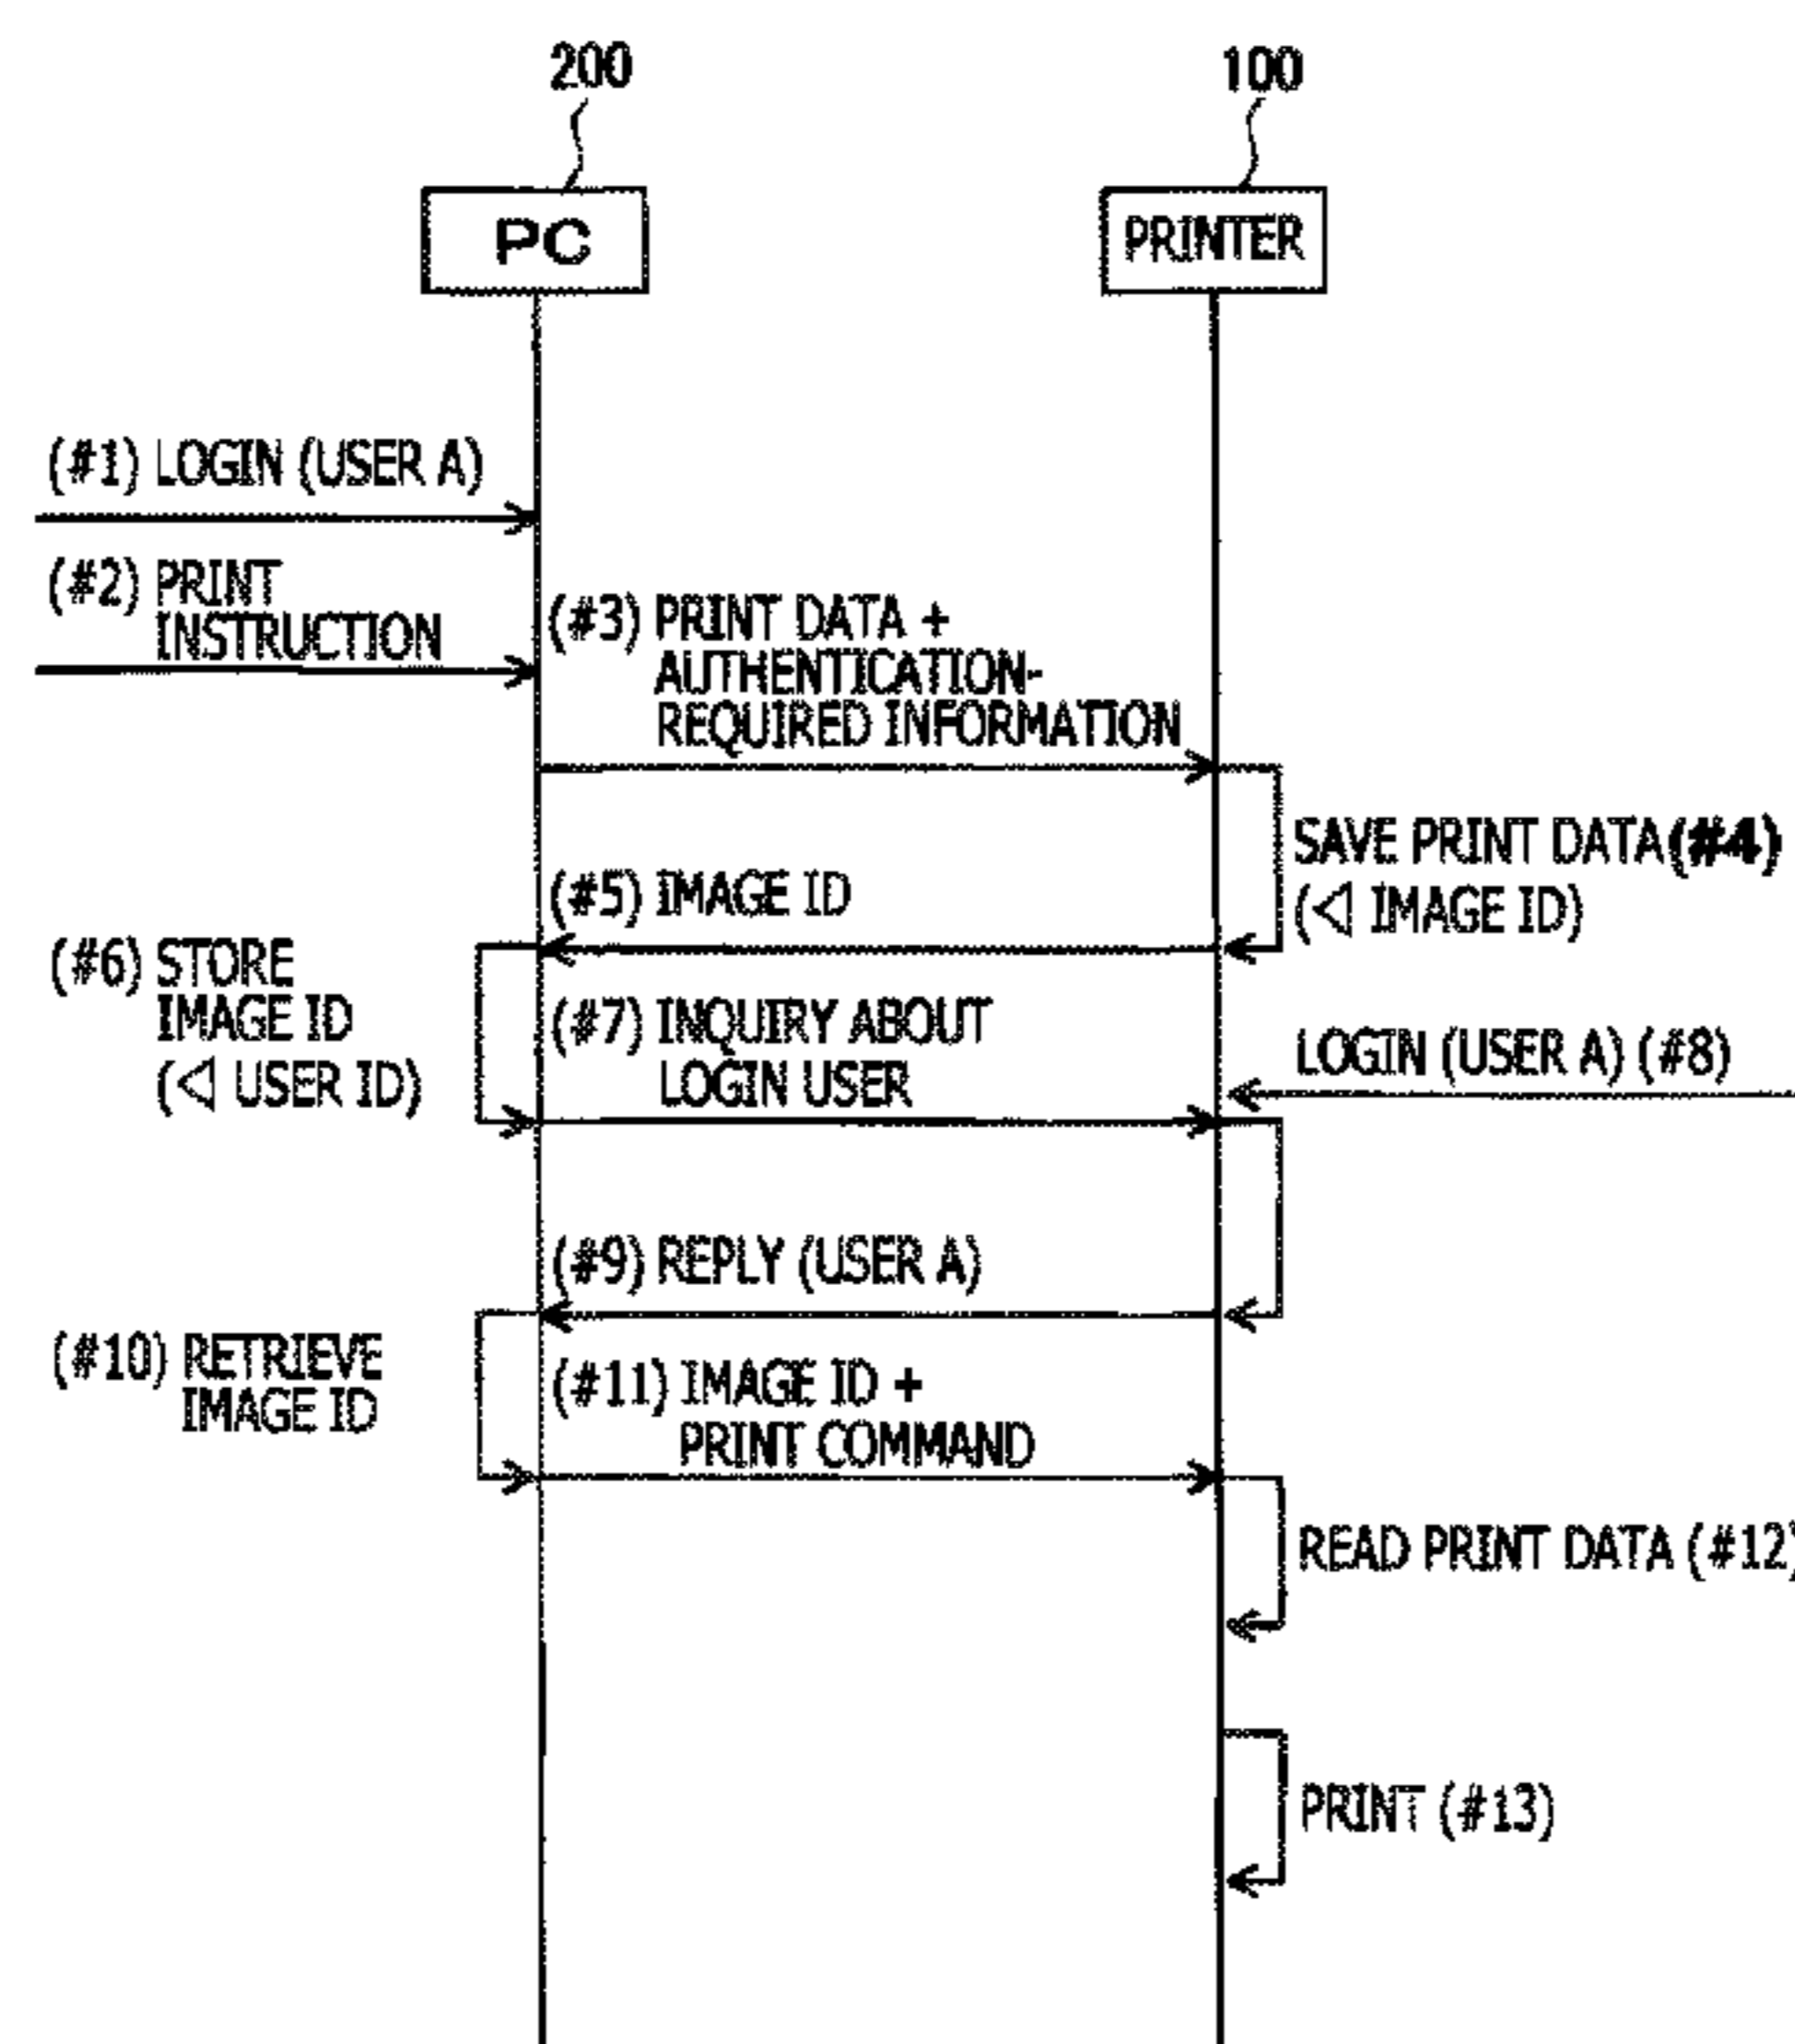 200
100
PC
PRINTER
(#1) LOGIN (USER A)
(#2) PRINT
INSTRUCTION
(#3) PRINT DATA +
AUTHENTICATION-
REQUIRED INFORMATION
SAVE PRINT DATA (#4)
(◁ IMAGE ID)
(#5) IMAGE ID
(#6) STORE
IMAGE ID
(◁ USER ID)
(#7) INQUIRY ABOUT
LOGIN USER
LOGIN (USER A) (#8)
(#9) REPLY (USER A)
(#10) RETRIEVE
IMAGE ID
(#11) IMAGE ID +
PRINT COMMAND
READ PRINT DATA (#12)
PRINT (#13)